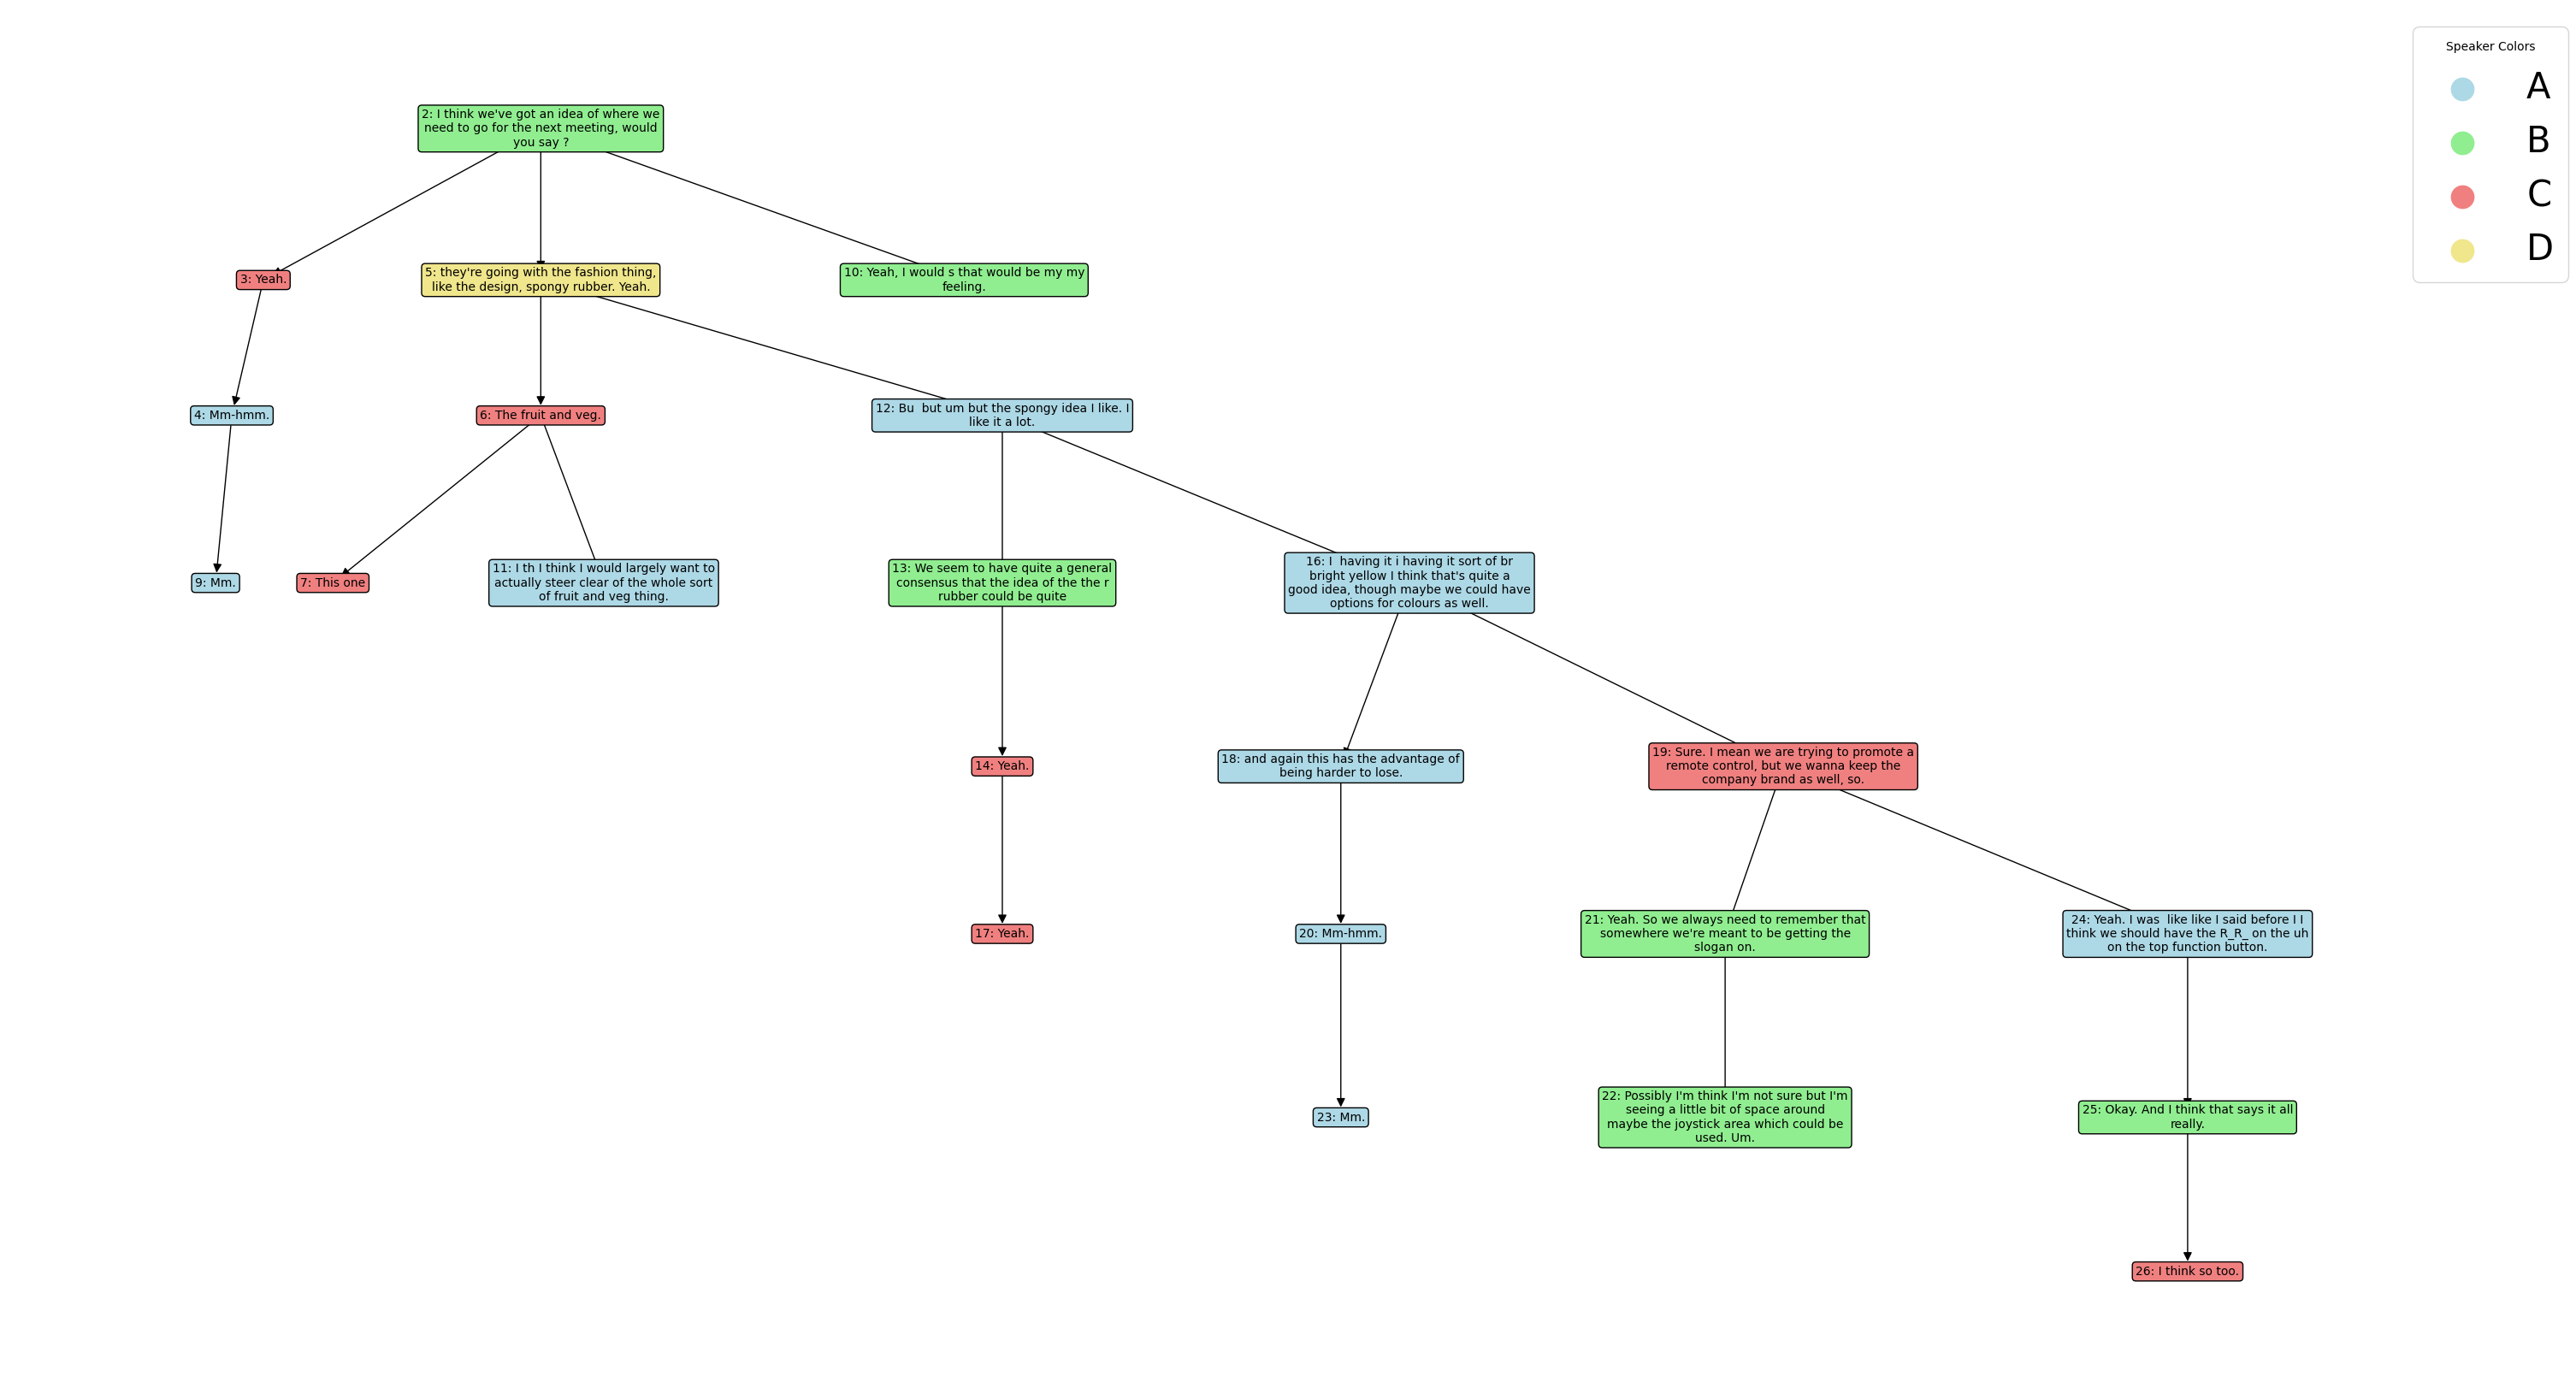 Speaker Colors
A
B
C
D
2: I think we've got an idea of where we
need to go for the next meeting, would
you say ?
3: Yeah.
5: they're going with the fashion thing,
like the design, spongy rubber. Yeah.
10: Yeah, I would s that would be my my
feeling.
4: Mm-hmm.
6: The fruit and veg.
12: Bu  but um but the spongy idea I like. I
like it a lot.
9: Mm.
7: This one
11: I th I think I would largely want to
actually steer clear of the whole sort
of fruit and veg thing.
13: We seem to have quite a general
consensus that the idea of the the r
rubber could be quite
16: I  having it i having it sort of br
bright yellow I think that's quite a
good idea, though maybe we could have
options for colours as well.
14: Yeah.
18: and again this has the advantage of
being harder to lose.
19: Sure. I mean we are trying to promote a
remote control, but we wanna keep the
company brand as well, so.
17: Yeah.
20: Mm-hmm.
21: Yeah. So we always need to remember that
somewhere we're meant to be getting the
slogan on.
24: Yeah. I was  like like I said before I I
think we should have the R_R_ on the uh
on the top function button.
23: Mm.
22: Possibly I'm think I'm not sure but I'm
seeing a little bit of space around
maybe the joystick area which could be
used. Um.
25: Okay. And I think that says it all
really.
26: I think so too.